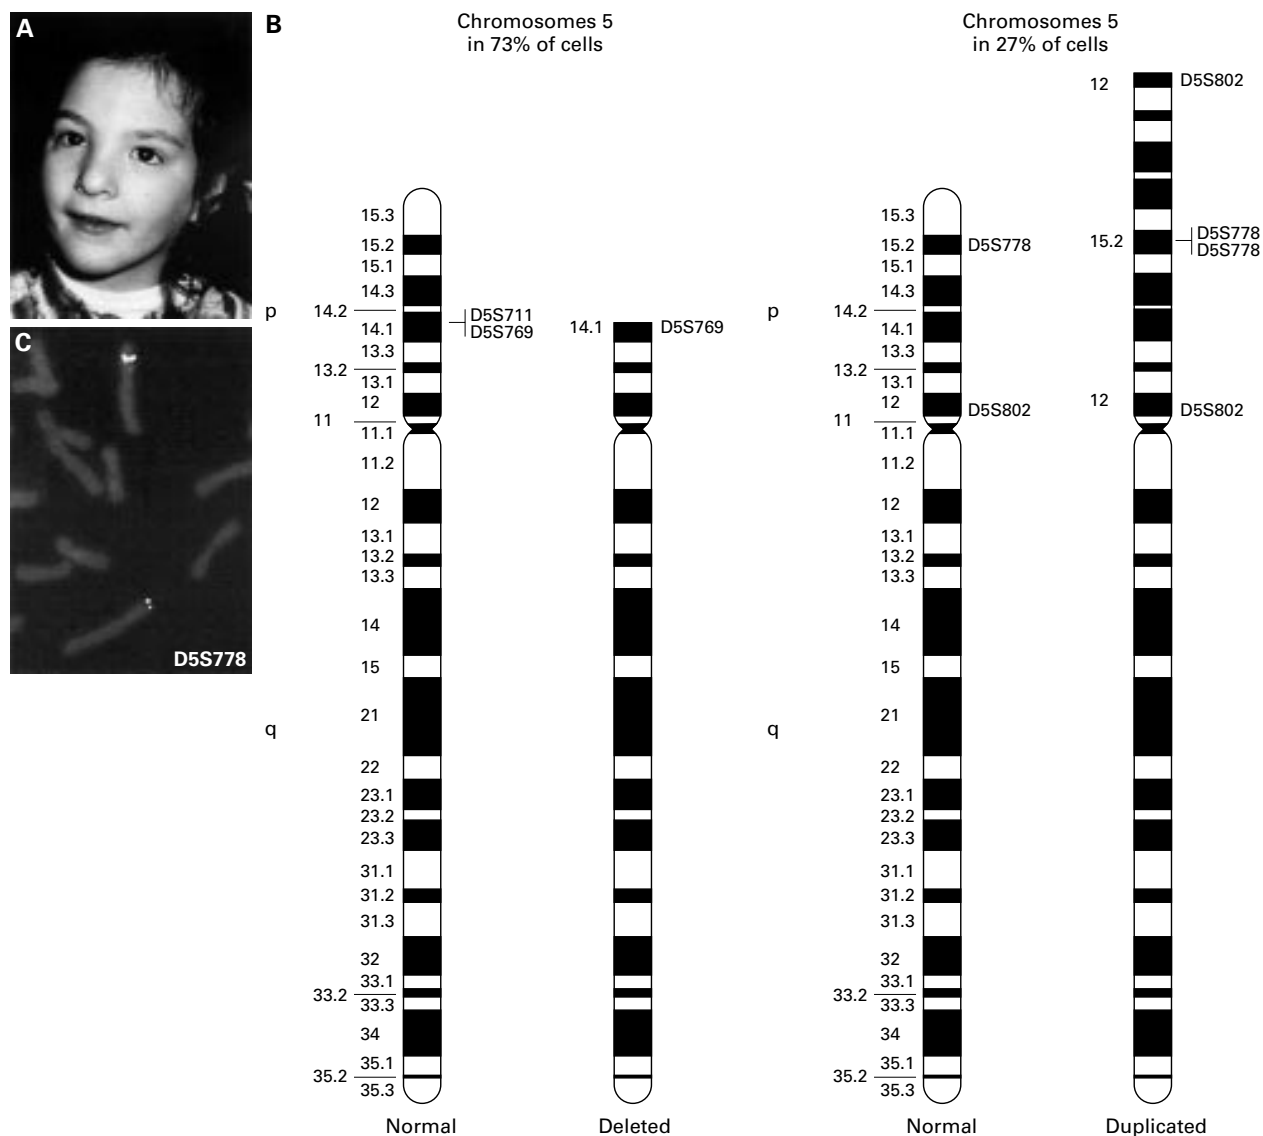 A
B
Chromosomes 5
in 73% of cells
Chromosomes 5
in 27% of cells
C
D5S778
p
q
15.3
15.2
15.1
14.3
14.2
14.1
13.3
13.2
13.1
12
11
11.1
11.2
12
13.1
13.2
13.3
14
15
21
22
23.1
23.2
23.3
31.1
31.2
31.3
32
33.1
33.2
33.3
34
35.1
35.2
35.3
D5S711
D5S769
Normal
14.1
D5S769
Deleted
p
q
15.3
15.2
15.1
14.3
14.2
14.1
13.3
13.2
13.1
12
11
11.1
11.2
12
13.1
13.2
13.3
14
15
21
22
23.1
23.2
23.3
31.1
31.2
31.3
32
33.1
33.2
33.3
34
35.1
35.2
35.3
D5S778
D5S802
Normal
12
D5S802
15.2
D5S778
D5S778
12
D5S802
Duplicated